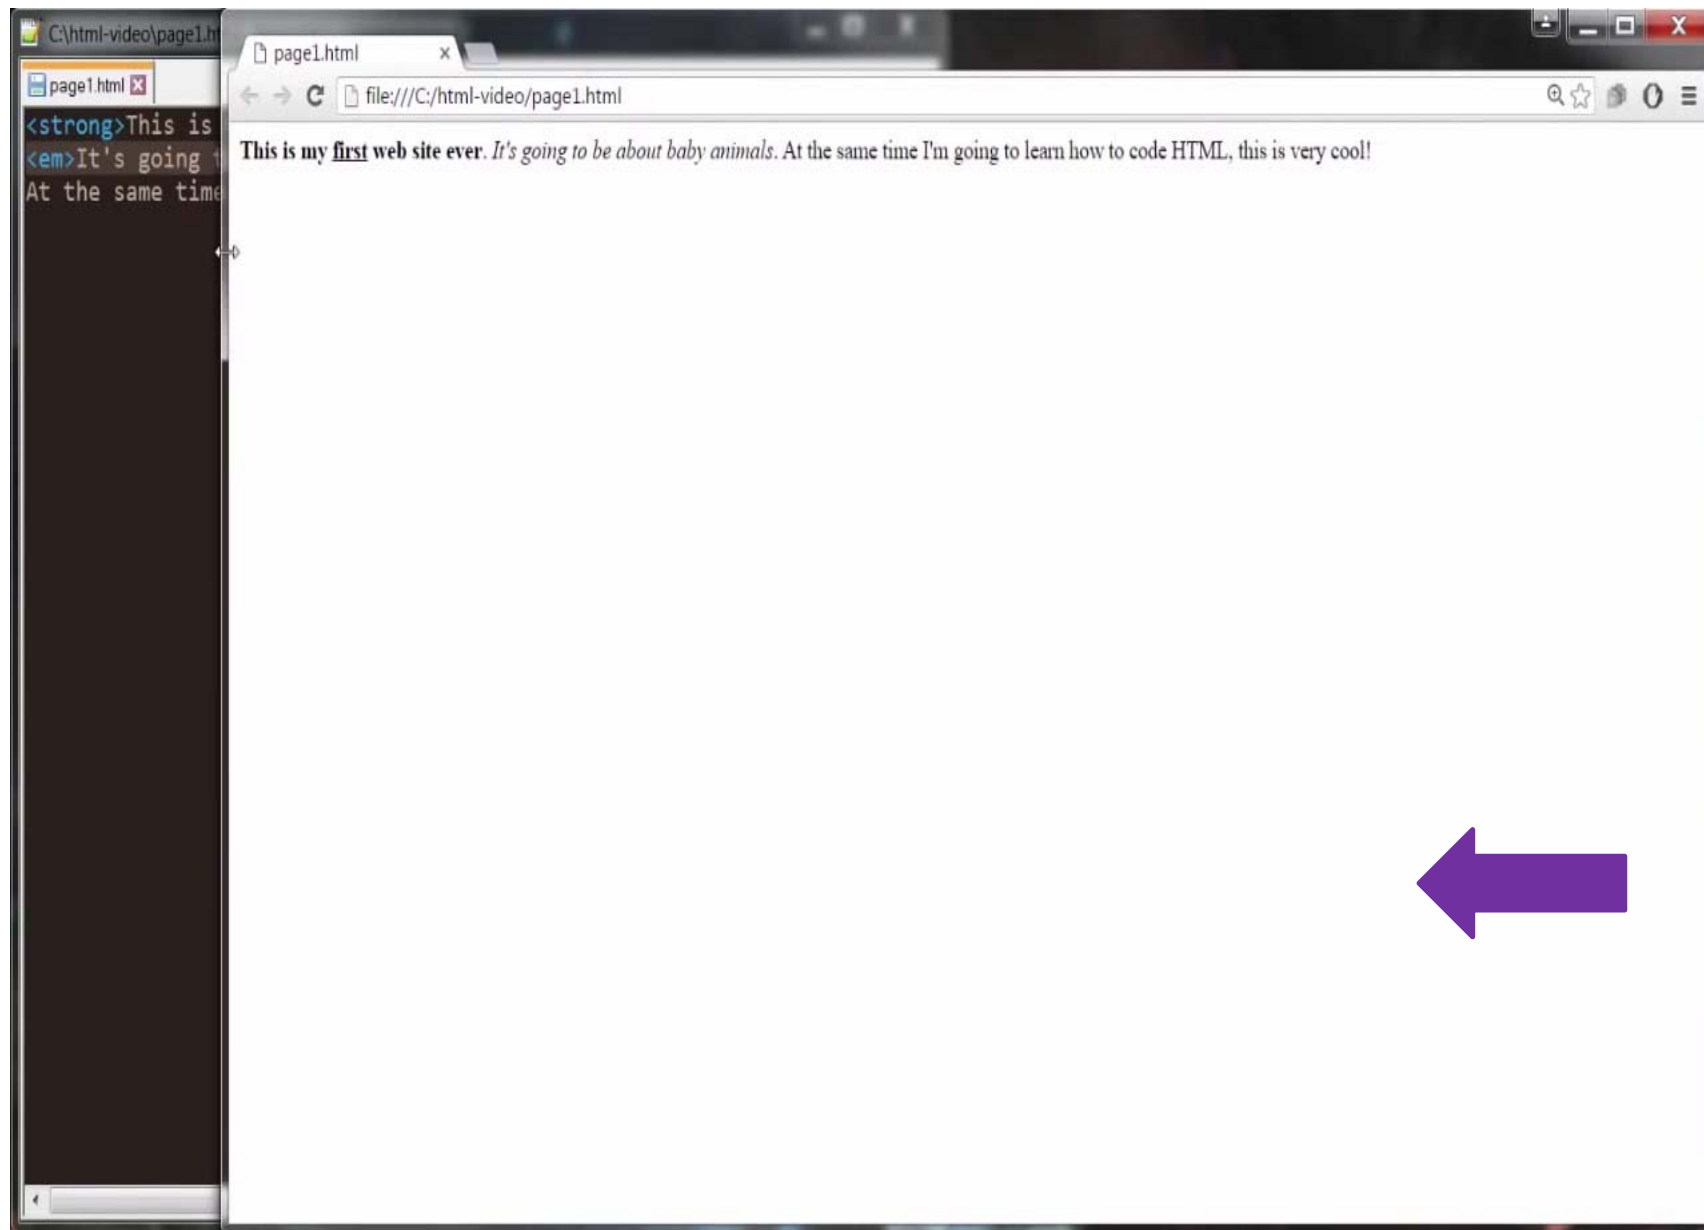 C:\html-video\page1.ht
page1.html
<strong>This is
<em>It's going t
At the same time
page1.html
file:///C:/html-video/page1.html
This is my first web site ever. It's going to be about baby animals. At the same time I'm going to learn how to code HTML, this is very cool!